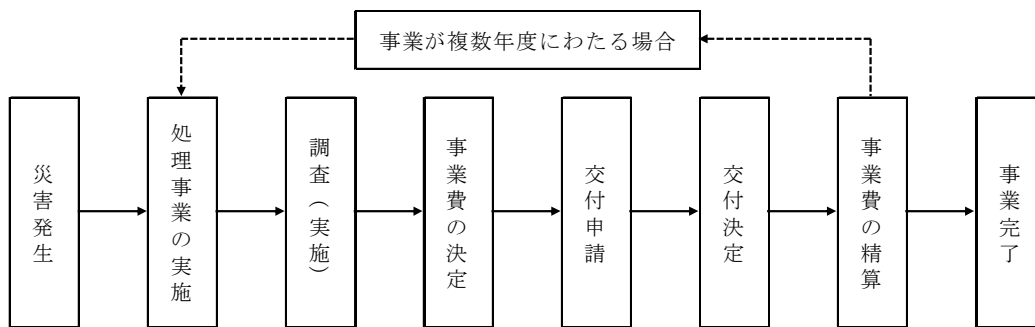 事業が複数年度にわたる場合
災害発生
処理事業の実施
調査（実施）
事業費の決定
交付申請
交付決定
事業費の精算
事業完了